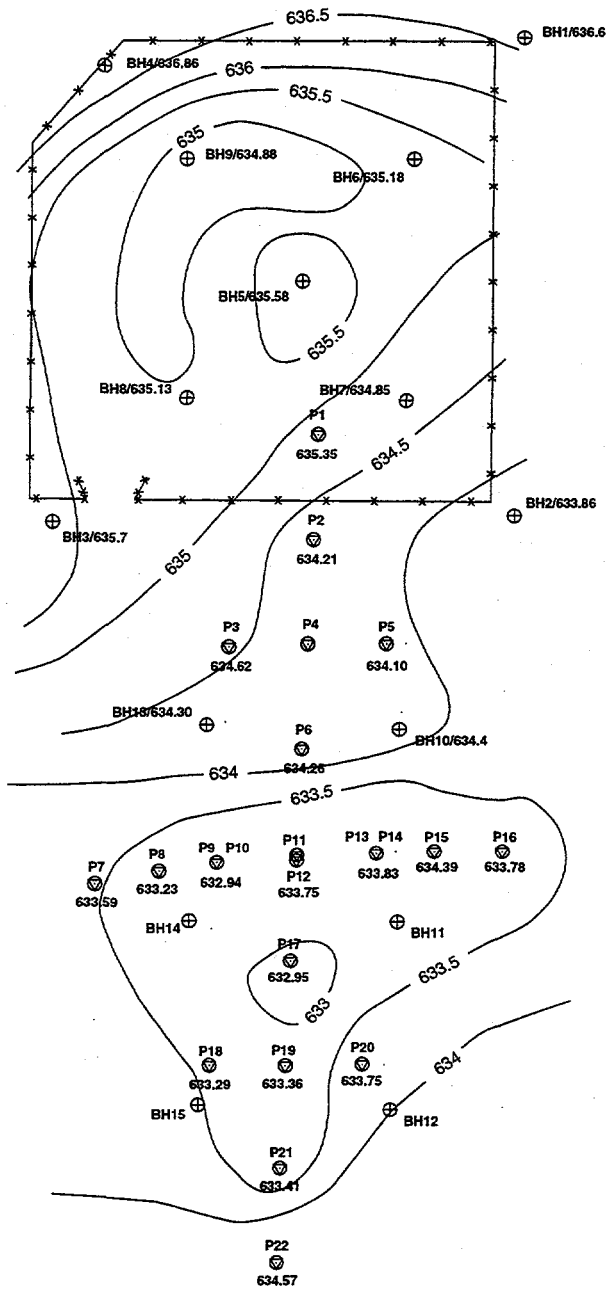 636.5
BH1/636.6
BH4/636.86
636
635.5
635
BH9/634.88
BH6/635.18
BH5/635.58
635.5
BH8/635.13
BH7/634.85
P1
635.35
634.5
BH2/633.86
BH3/635.7
P2
634.21
635
P3
P4
P5
634.62
634.10
BH13/634.30
BH10/634.4
P6
634.26
634
633.5
P7
633.59
P8
633.23
P9 P10
632.94
P11
P12
633.75
P13 P14
633.83
P15
634.39
P16
633.78
BH14
BH11
P17
632.95
633.5
633
P18
633.29
P19
633.36
P20
633.75
634
BH15
BH12
P21
633.41
P22
634.57